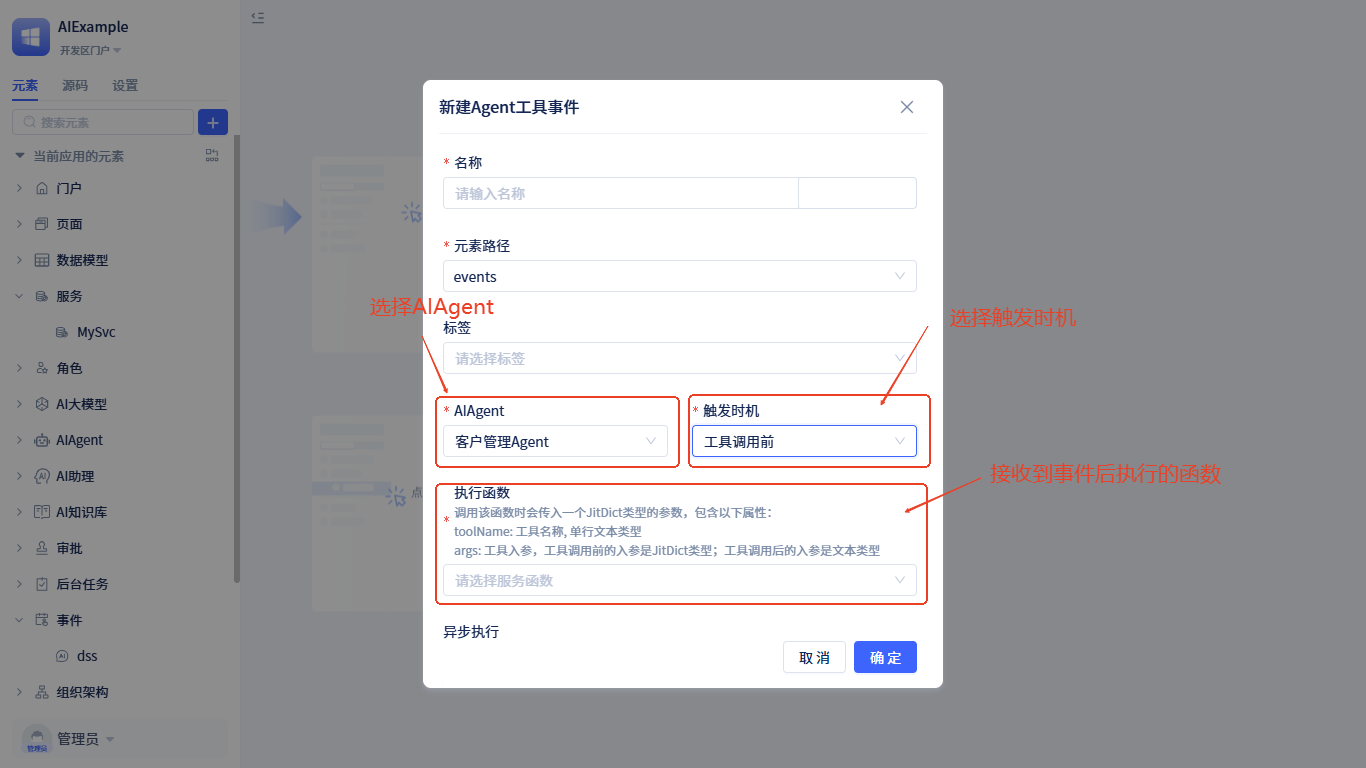 AIExample
开发区门户
元素 源码 设置
搜索元素
当前应用的元素
门户
页面
数据模型
服务
MySvc
角色
AI大模型
AIAgent
AI助理
AI知识库
审批
后台任务
事件
dss
组织架构
管理员
管理员
点
新建Agent工具事件
* 名称
请输入名称
* 元素路径
events
选择AIAgent
选择触发时机
标签
请选择标签
* AIAgent
* 触发时机
客户管理Agent
工具调用前
接收到事件后执行的函数
执行函数
调用该函数时会传入一个JitDict类型的参数，包含以下属性：
*
toolName: 工具名称, 单行文本类型
args: 工具入参，工具调用前的入参是JitDict类型；工具调用后的入参是文本类型
请选择服务函数
异步执行
取 消
确 定